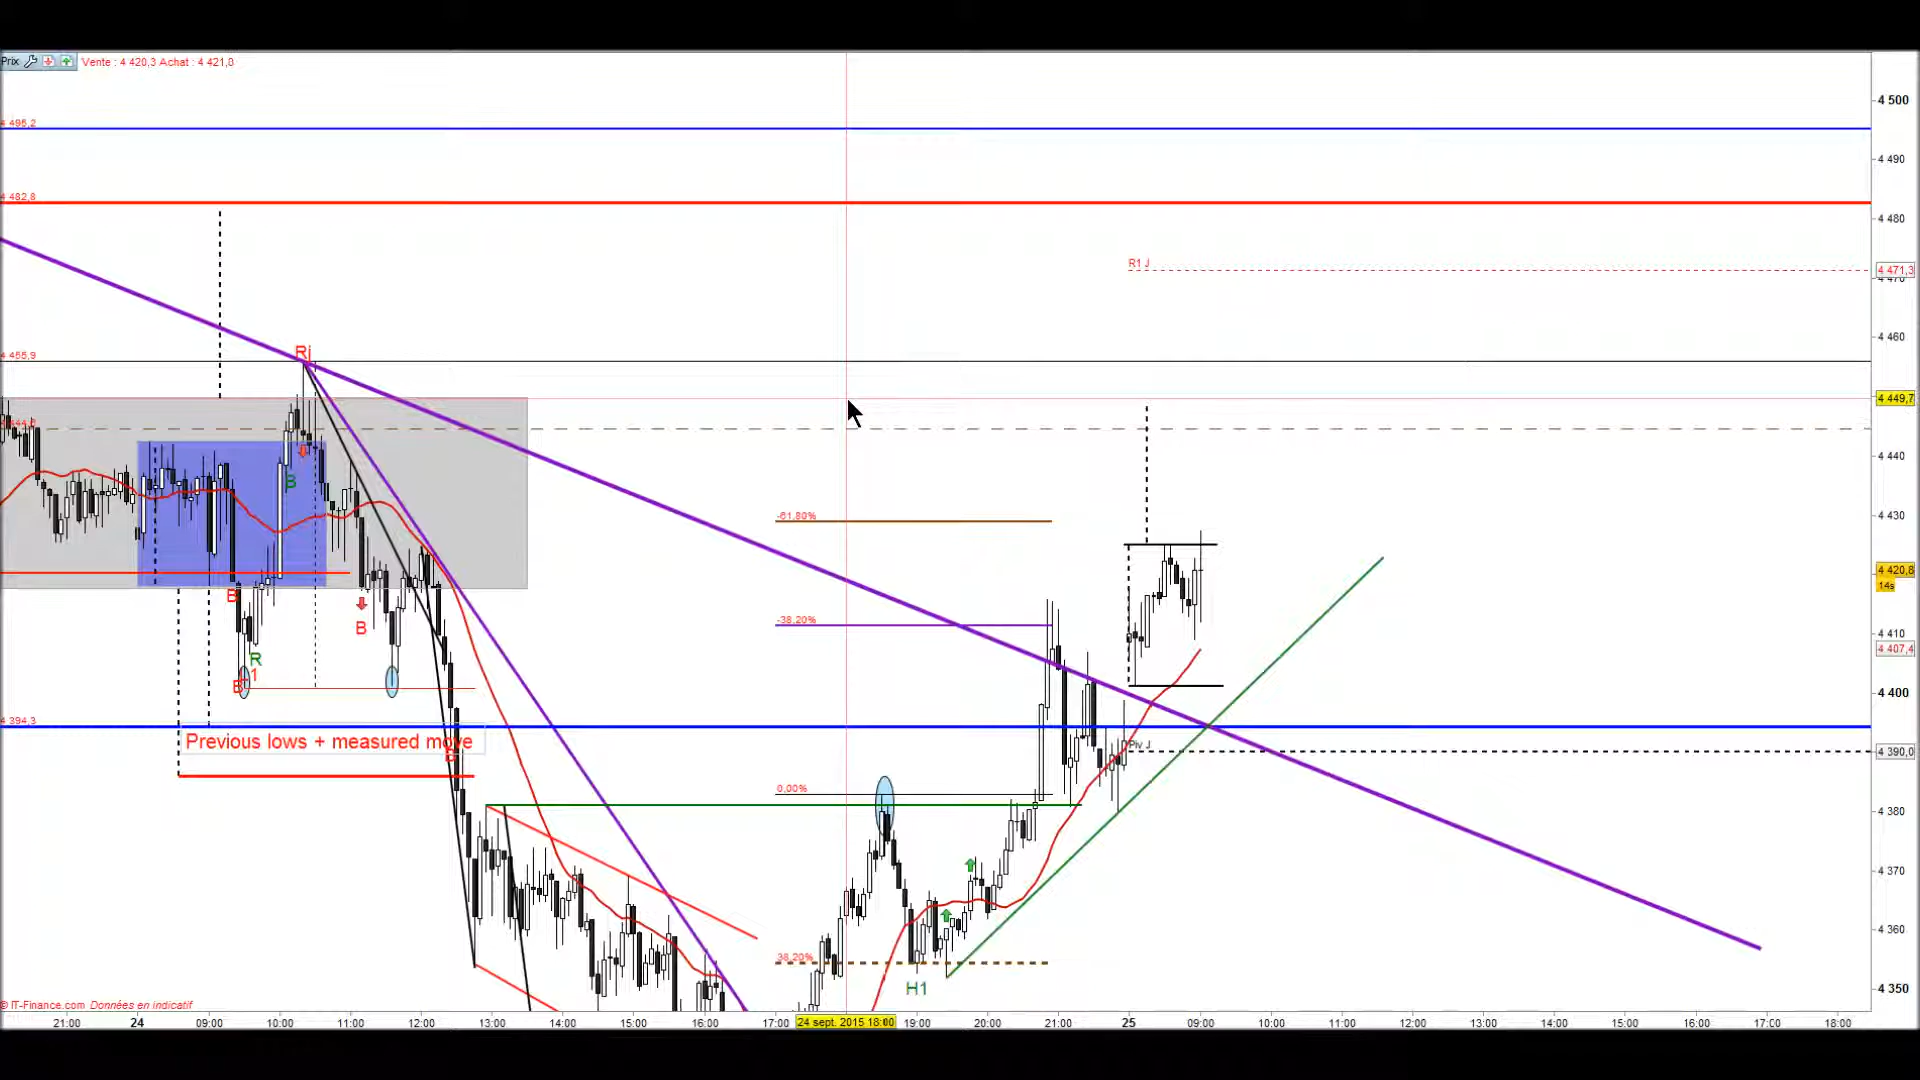 Prix Vente : 4 420,3 Achat : 4 421,8
4 500
4 495,2
4 490
4 482,8
4 480
R1 J
4 471,3
4 470
4 460
Ri
4 455,9
4 449,7
4 440
B
-61,80%
4 430
4 420,8
14s
B
B
-38,20%
4 410
R
4 407,4
B
1
4 400
4 394,3
Previous lows + measured move
B
Piv J
4 390,0
0,00%
4 380
4 370
4 360
38,20%
H1
4 350
© IT-Finance.com Données en indicatif
21:00 24 09:00 10:00 11:00 12:00 13:00 14:00 15:00 16:00 17:00 24 sept. 2015 18:00 19:00 20:00 21:00 25 09:00 10:00 11:00 12:00 13:00 14:00 15:00 16:00 17:00 18:00